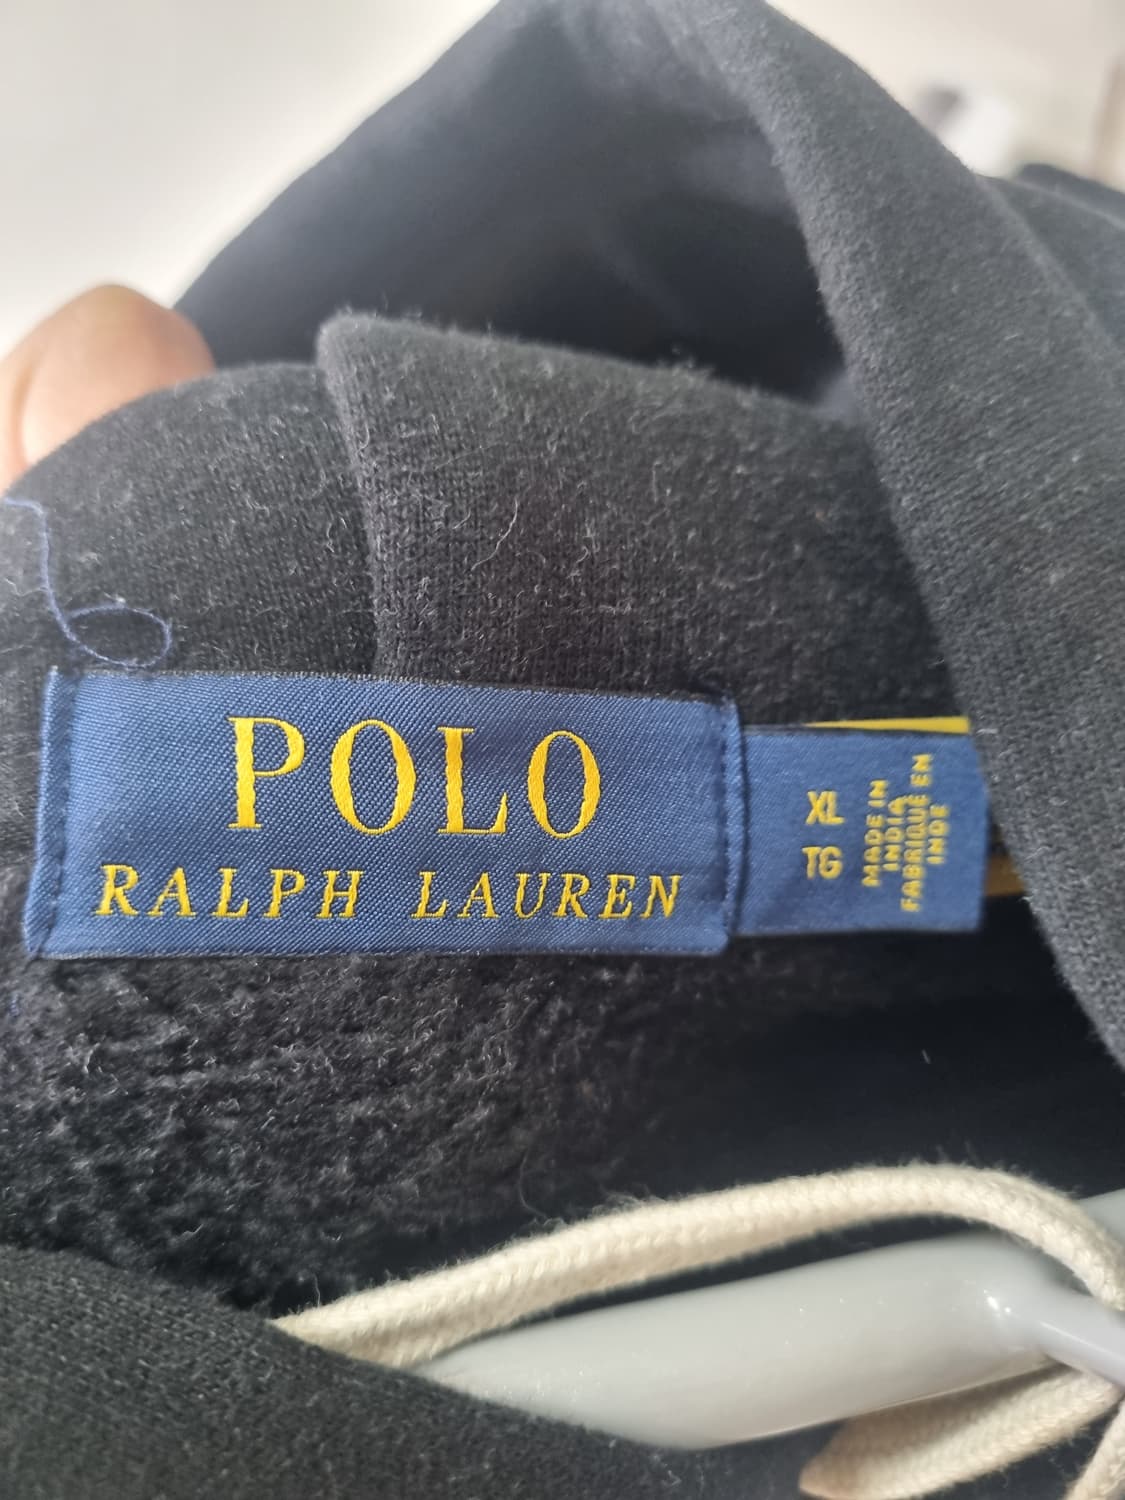 POLO
RALPH LAUREN
XL
TG
MADE IN
INDIA
FABRIQUÉ EN
INDE